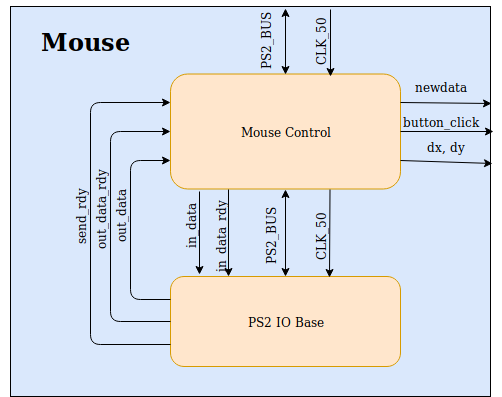 Mouse
PS2_BUS
CLK_50
newdata
button_click
dx, dy
Mouse Control
send_rdy
out_data_rdy
out_data
in_data
in_data_rdy
PS2_BUS
CLK_50
PS2 IO Base